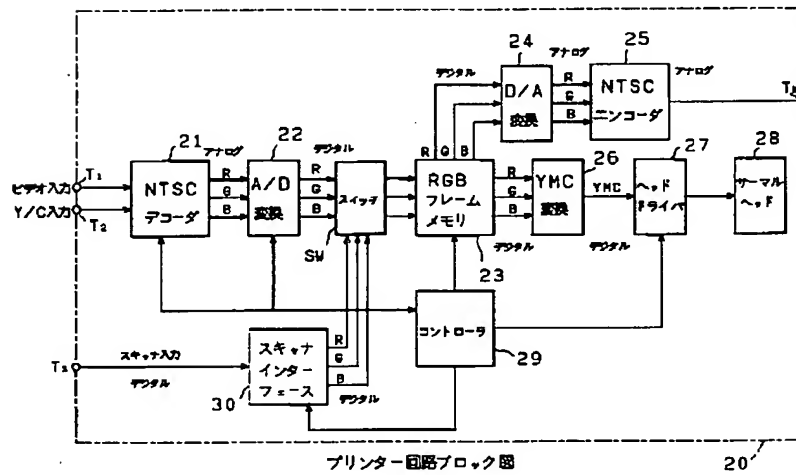 24
25
アナログ
アナログ
デジタル
R
G
B
D/A
変換
NTSC
エンコーダ
21
アナログ
22
デジタル
26
27
28
T₁
ビデオ入力
Y/C入力
T₂
NTSC
デコーダ
R
G
B
A/D
変換
R
G
B
スイッチ
SW
R
G
B
RGB
フレーム
メモリ
23
R
G
B
デジタル
YMC
変換
YMC
デジタル
ヘッド
ドライバ
サーマル
ヘッド
コントローラ
29
スキャナ入力
デジタル
スキャナ
インター
フェース
30
R
G
B
デジタル
プリンター回路ブロック図
20